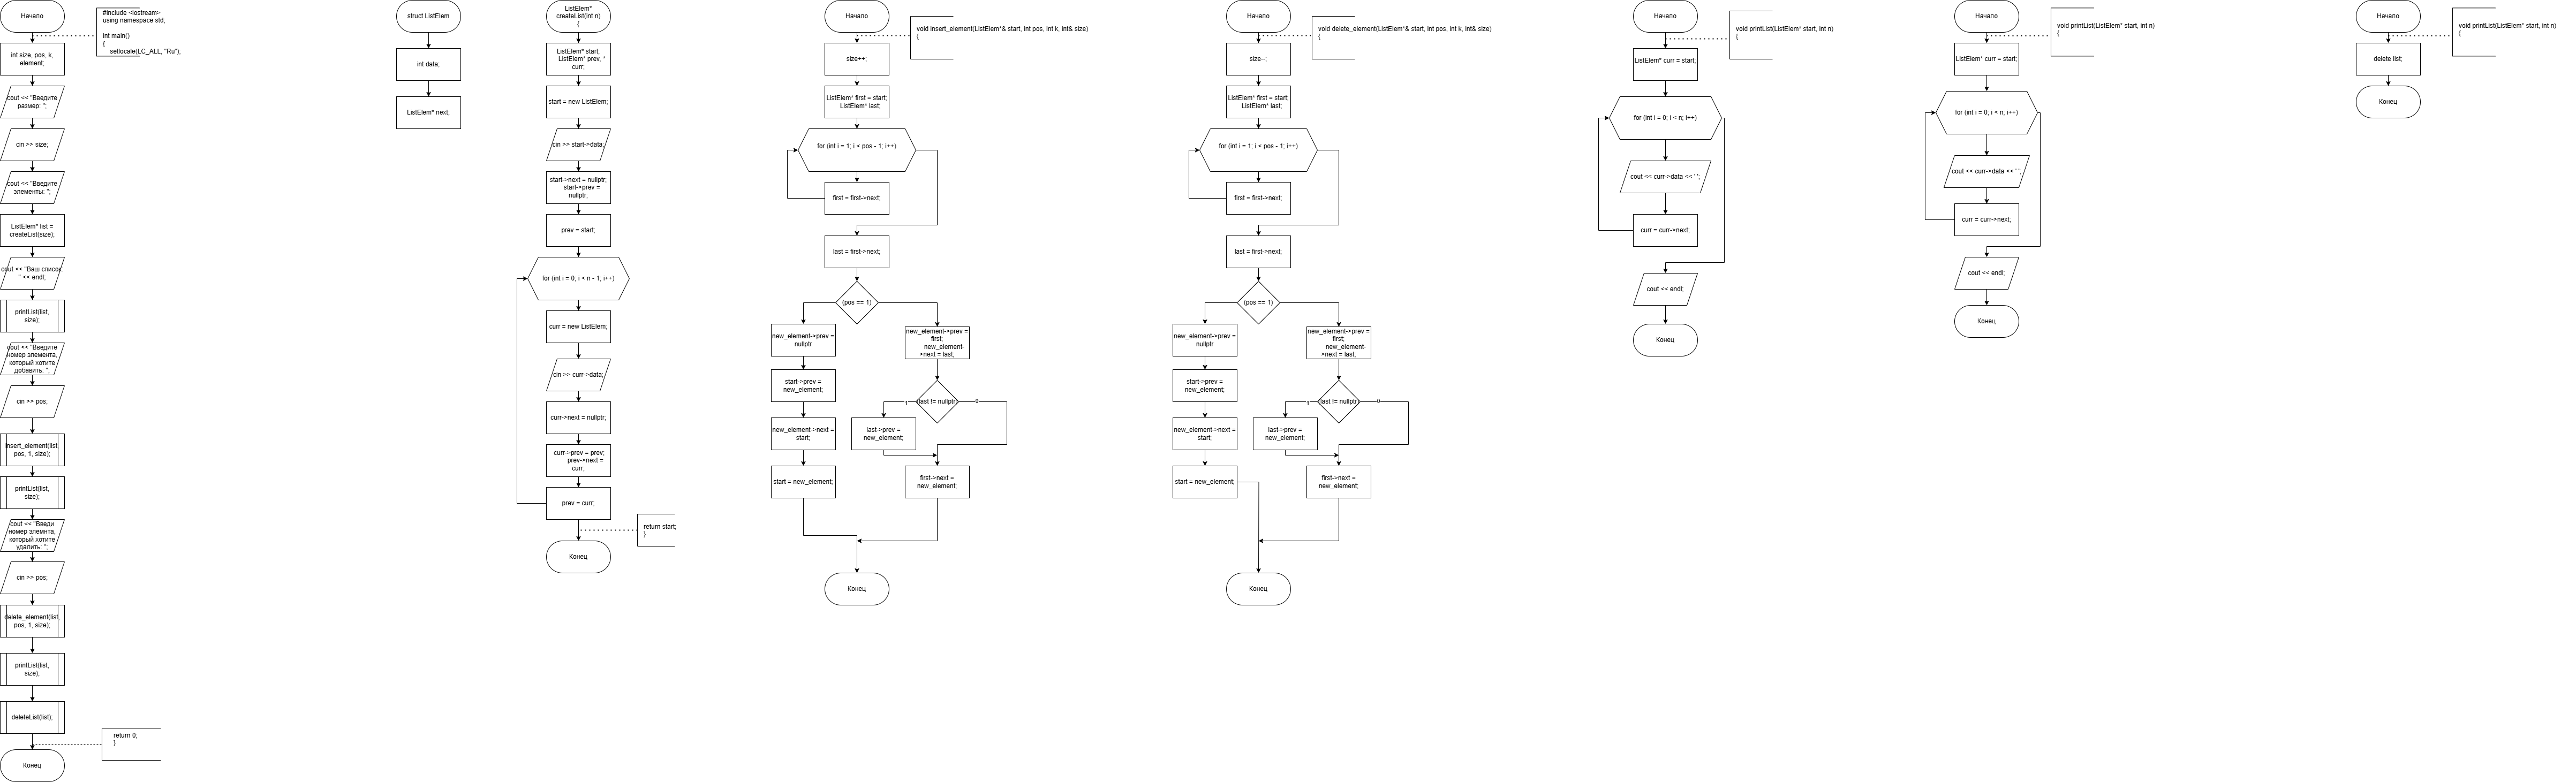 Начало
#include <iostream>
using namespace std;
int main()
{
setlocale(LC_ALL, "Ru");
int size, pos, k,
element;
cout << "Введите
размер: ";
cin >> size;
cout << "Введите
элементы: ";
ListElem* list =
createList(size);
cout << "Ваш список:
" << endl;
printList(list,
size);
cout << "Введите
номер элемента,
который хотите
добавить: ";
cin >> pos;
insert_element(list,
pos, 1, size);
printList(list,
size);
cout << "Введи
номер элемнта,
который хотите
удалить: ";
cin >> pos;
delete_element(list,
pos, 1, size);
printList(list,
size);
deleteList(list);
return 0;
}
Конец
struct ListElem
int data;
ListElem* next;
ListElem*
createList(int n)
{
ListElem* start;
ListElem* prev, *
curr;
start = new ListElem;
cin >> start->data;
start->next = nullptr;
start->prev =
nullptr;
prev = start;
for (int i = 0; i < n - 1; i++)
curr = new ListElem;
cin >> curr->data;
curr->next = nullptr;
curr->prev = prev;
prev->next =
curr;
prev = curr;
return start;
}
Конец
Начало
void insert_element(ListElem*& start, int pos, int k, int& size)
{
size++;
ListElem* first = start;
ListElem* last;
for (int i = 1; i < pos - 1; i++)
first = first->next;
last = first->next;
(pos == 1)
new_element->prev =
nullptr
start->prev =
new_element;
new_element->next =
start;
start = new_element;
new_element->prev =
first;
new_element-
>next = last;
(last != nullptr)
1
0
last->prev =
new_element;
first->next =
new_element;
Конец
Начало
void delete_element(ListElem*& start, int pos, int k, int& size)
{
size--;
ListElem* first = start;
ListElem* last;
for (int i = 1; i < pos - 1; i++)
first = first->next;
last = first->next;
(pos == 1)
new_element->prev =
nullptr
start->prev =
new_element;
new_element->next =
start;
start = new_element;
new_element->prev =
first;
new_element-
>next = last;
(last != nullptr)
1
0
last->prev =
new_element;
first->next =
new_element;
Конец
Начало
void printList(ListElem* start, int n)
{
ListElem* curr = start;
for (int i = 0; i < n; i++)
cout << curr->data << ' ';
curr = curr->next;
cout << endl;
Конец
Начало
void printList(ListElem* start, int n)
{
ListElem* curr = start;
for (int i = 0; i < n; i++)
cout << curr->data << ' ';
curr = curr->next;
cout << endl;
Конец
Начало
void printList(ListElem* start, int n)
{
delete list;
Конец